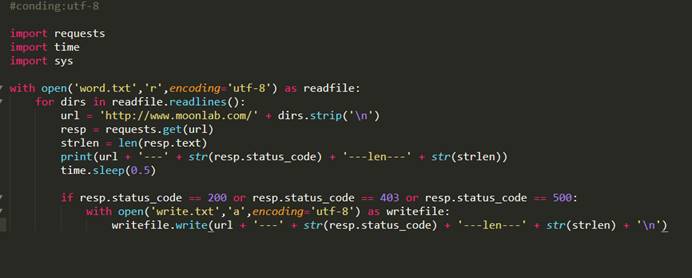 #conding:utf-8
import requests
import time
import sys
with open('word.txt','r',encoding='utf-8') as readfile:
    for dirs in readfile.readlines():
        url = 'http://www.moonlab.com/' + dirs.strip('\n')
        resp = requests.get(url)
        strlen = len(resp.text)
        print(url + '---' + str(resp.status_code) + '---len---' + str(strlen))
        time.sleep(0.5)
        if resp.status_code == 200 or resp.status_code == 403 or resp.status_code == 500:
            with open('write.txt','a',encoding='utf-8') as writefile:
                writefile.write(url + '---' + str(resp.status_code) + '---len---' + str(strlen) + '\n')